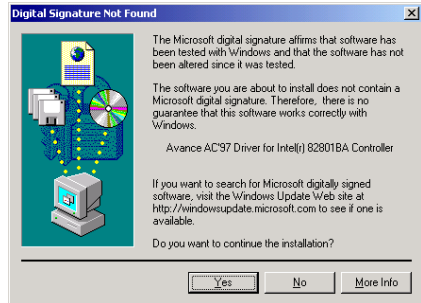 Digital Signature Not Found
The Microsoft digital signature affirms that software has
been tested with Windows and that the software has not
been altered since it was tested.
The software you are about to install does not contain a
Microsoft digital signature. Therefore, there is no
guarantee that this software works correctly with
Windows.
Avance AC'97 Driver for Intel(r) 82801BA Controller
If you want to search for Microsoft digitally signed
software, visit the Windows Update Web site at
http://windowsupdate.microsoft.com to see if one is
available.
Do you want to continue the installation?
Yes No More Info